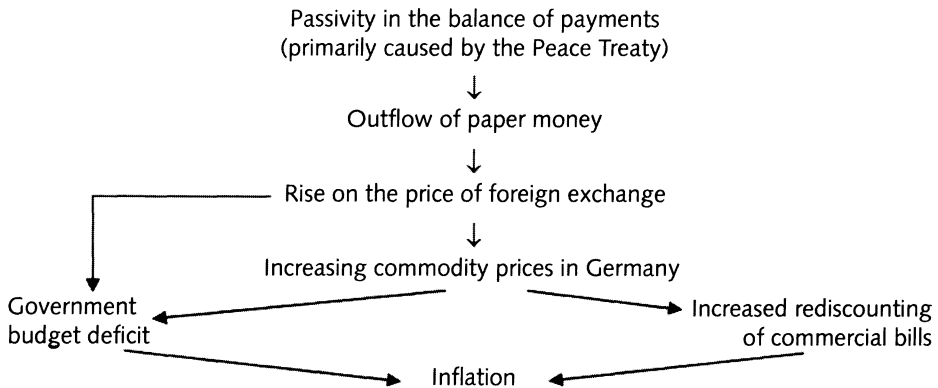 Passivity in the balance of payments
(primarily caused by the Peace Treaty)
Outflow of paper money
Rise on the price of foreign exchange
Increasing commodity prices in Germany
Government
budget deficit
Increased rediscounting
of commercial bills
Inflation